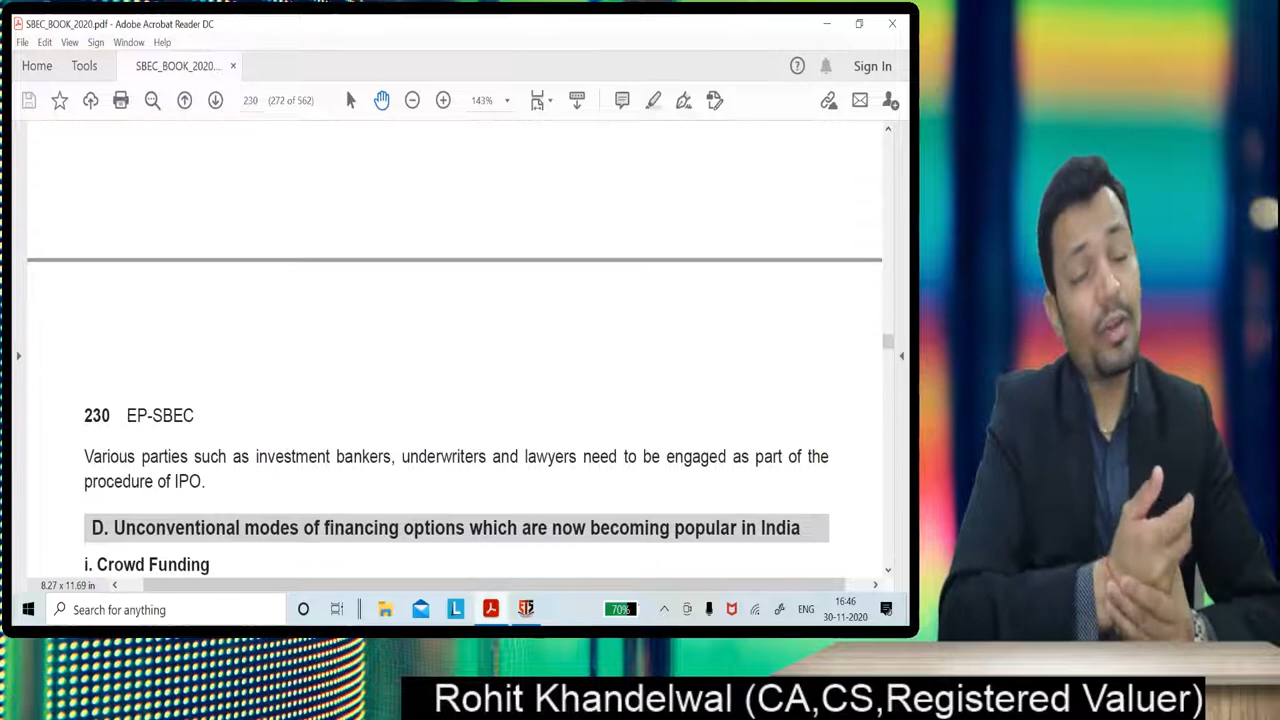 SBEC_BOOK_2020.pdf - Adobe Acrobat Reader DC
File Edit View Sign Window Help
Home Tools SBEC_BOOK_2020... × Sign In
230 (272 of 562) 143%
230 EP-SBEC
Various parties such as investment bankers, underwriters and lawyers need to be engaged as part of the
procedure of IPO.
D. Unconventional modes of financing options which are now becoming popular in India
i. Crowd Funding
8.27 x 11.69 in
Search for anything L 70% ENG 16:46
30-11-2020
Rohit Khandelwal (CA,CS,Registered Valuer)